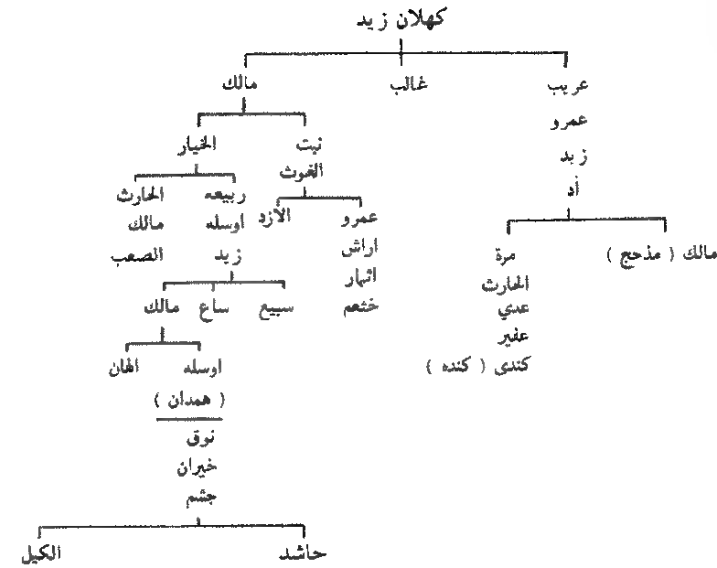 كهلان زيد
عريب غالب مالك
عمرو
زيد
أد
نبت الخيار
الغوث
ربيعه الحارث
عمرو الأزد اوسله مالك
اراش زيد الصعب
اثمار
خثعم
مالك ( مذحج ) مرة
الحارث
عدي
عفير
كندى ( كنده )
سبيع ساع مالك
اوسله الهان
( همدان )
نوق
خيران
جشم
حاشد الكيل